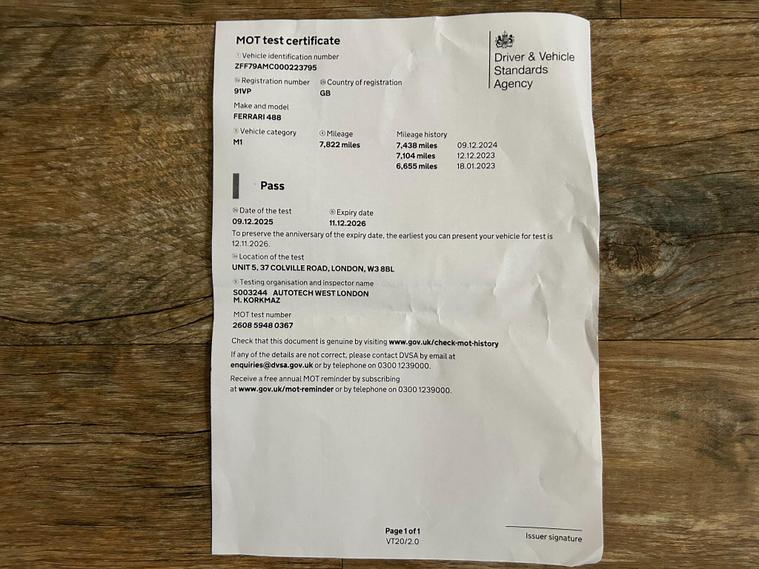 MOT test certificate
Driver & Vehicle
Standards
Agency
Vehicle identification number
ZFF79AMC000223795
Registration number Country of registration
91VP GB
Make and model
FERRARI 488
Vehicle category Mileage Mileage history
M1 7,822 miles 7,438 miles 09.12.2024
7,104 miles 12.12.2023
6,655 miles 18.01.2023
Pass
Date of the test Expiry date
09.12.2025 11.12.2026
To preserve the anniversary of the expiry date, the earliest you can present your vehicle for test is
12.11.2026.
Location of the test
UNIT 5, 37 COLVILLE ROAD, LONDON, W3 8BL
Testing organisation and inspector name
S003244 AUTOTECH WEST LONDON
M. KORKMAZ
MOT test number
2608 5948 0367
Check that this document is genuine by visiting www.gov.uk/check-mot-history
If any of the details are not correct, please contact DVSA by email at
enquiries@dvsa.gov.uk or by telephone on 0300 1239000.
Receive a free annual MOT reminder by subscribing
at www.gov.uk/mot-reminder or by telephone on 0300 1239000.
Page 1 of 1
VT20/2.0
Issuer signature